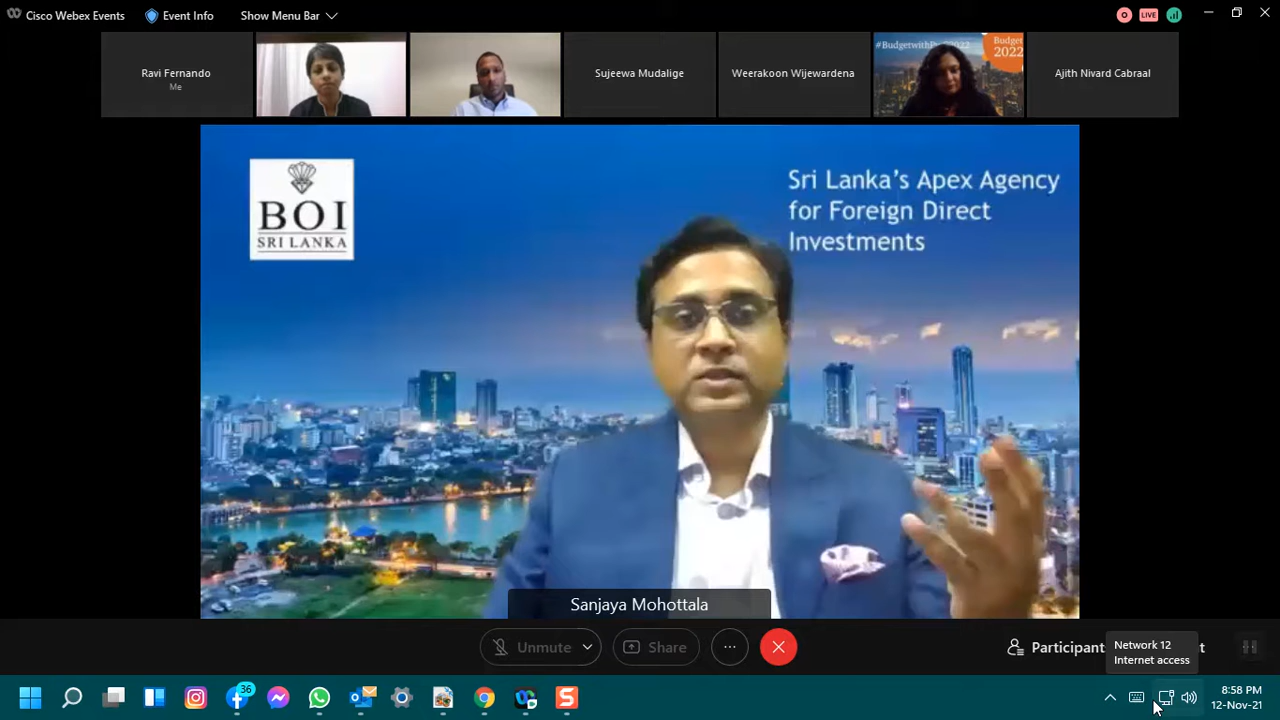 Cisco Webex Events
Event Info
Show Menu Bar
LIVE
Ravi Fernando
Me
#BudgetwithPwC2022
Budget
2022
Sujeewa Mudalige
Weerakoon Wijewardena
Ajith Nivard Cabraal
BOI
SRI LANKA
Sri Lanka's Apex Agency
for Foreign Direct
Investments
Sanjaya Mohottala
Unmute
Share
Participant
Network 12
Internet access
36
8:58 PM
12-Nov-21